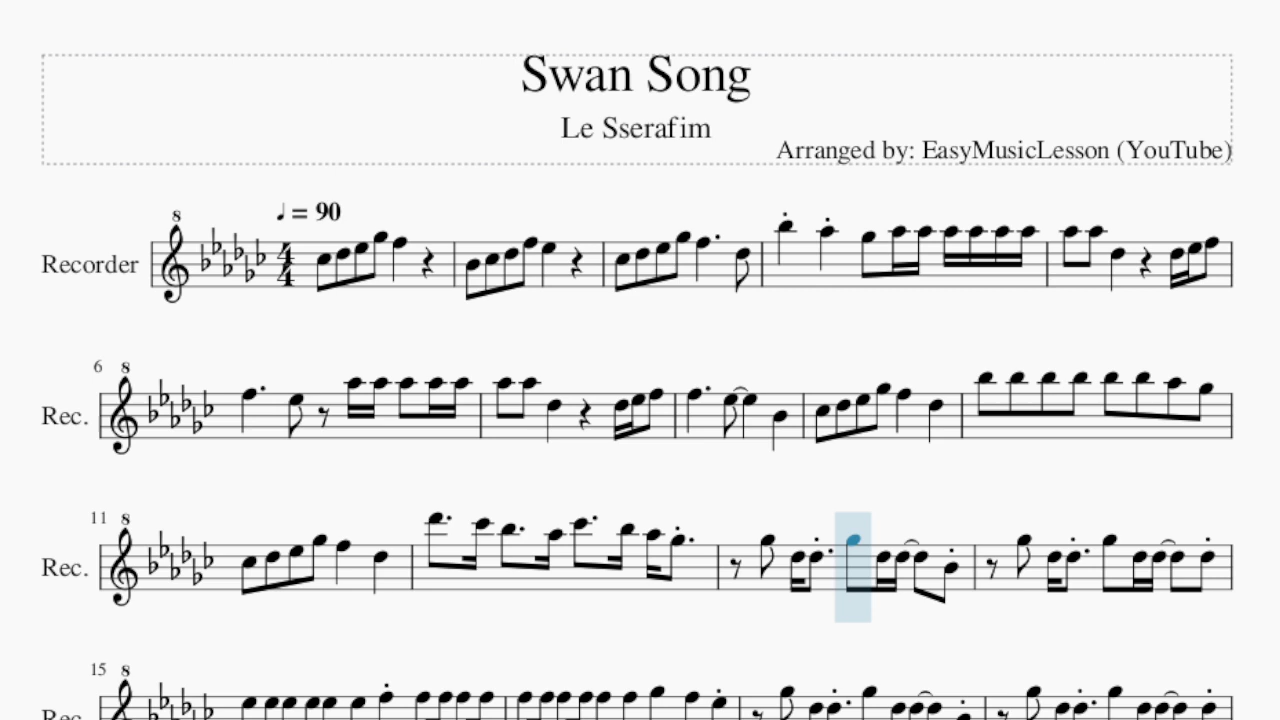 Swan Song
Le Sserafim
Arranged by: EasyMusicLesson (YouTube)
♩ = 90
8
Recorder
4
4
6
8
Rec.
11
8
Rec.
15
8
Rec.